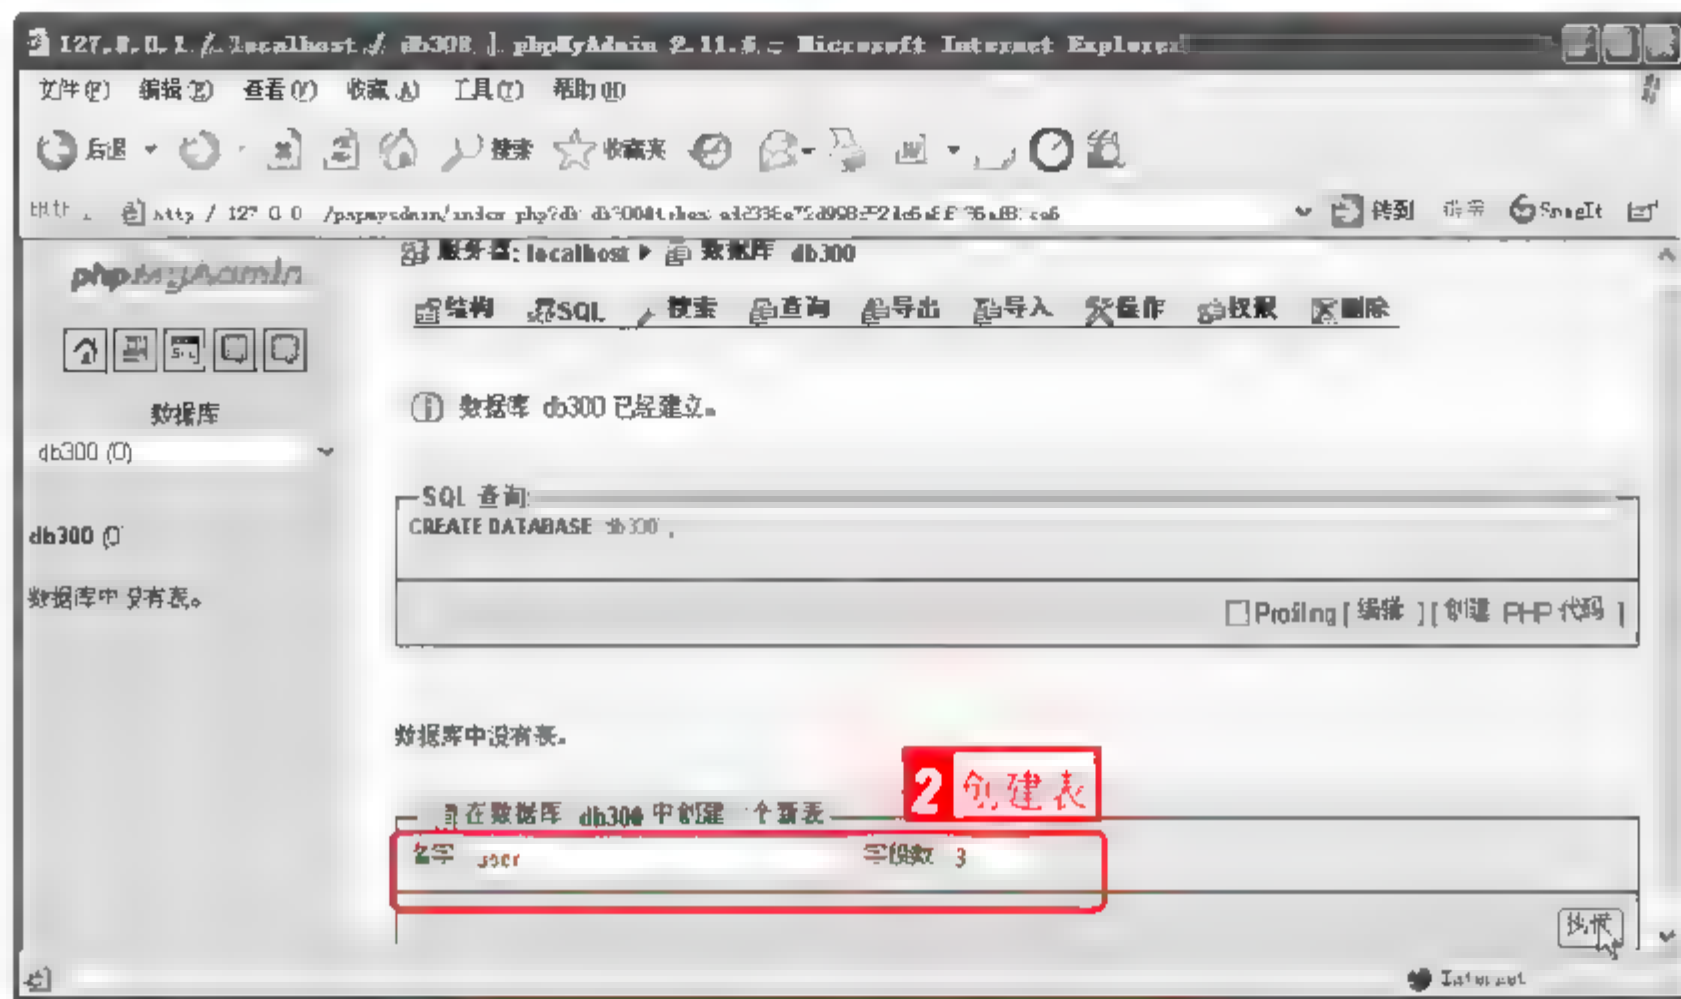 127.0.0.1 / localhost / db300 | phpMyAdmin 2.11.6 - Microsoft Internet Explorer
文件(F) 编辑(E) 查看(V) 收藏(A) 工具(T) 帮助(H)
后退 搜索 收藏夹
转到 SnagIt
服务器: localhost 数据库 db300
phpMyAdmin
结构 SQL 搜索 查询 导出 导入 操作 权限 删除
数据库
数据库 db300 已经建立。
db300 (0)
SQL 查询:
CREATE DATABASE db300 ;
db300 (0)
数据库中没有表。
Profiling [ 编辑 ] [ 创建 PHP 代码 ]
数据库中没有表。
2 创建表
在数据库 db300 中创建一个新表
名字 user 字段数 3
执行
Internet